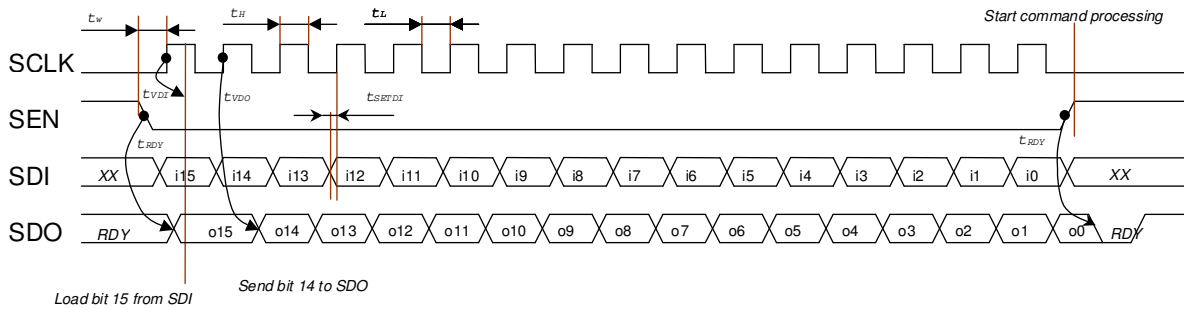 Start command processing
tW tH tL
SCLK
tVDI tVDO tSETDI
SEN
tRDY tRDY
SDI XX i15 i14 i13 i12 i11 i10 i9 i8 i7 i6 i5 i4 i3 i2 i1 i0 XX
SDO RDY o15 o14 o13 o12 o11 o10 o9 o8 o7 o6 o5 o4 o3 o2 o1 o0 RDY
Load bit 15 from SDI Send bit 14 to SDO